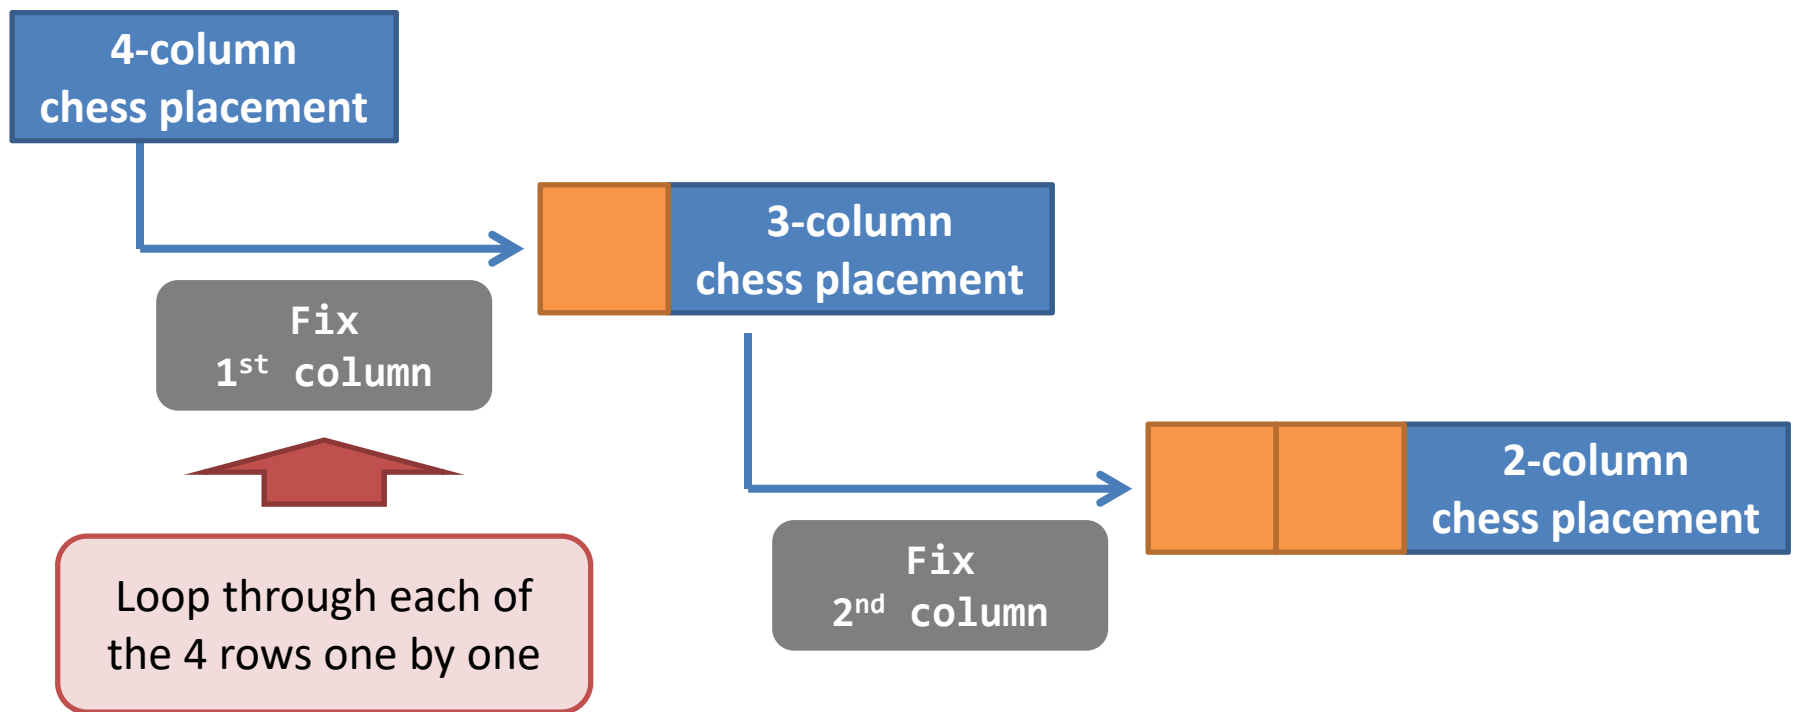 4-column
chess placement
3-column
chess placement
Fix
1st column
2-column
chess placement
Fix
2nd column
Loop through each of
the 4 rows one by one